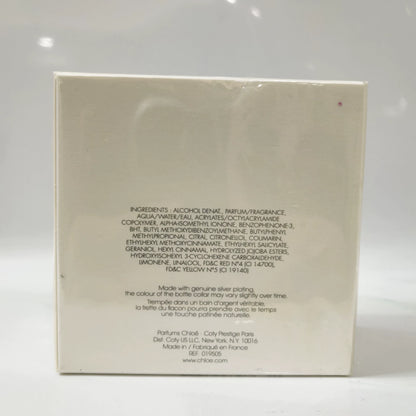 INGREDIENTS : ALCOHOL DENAT., PARFUM/FRAGRANCE,
AQUA/WATER/EAU, ACRYLATES/OCTYLACRYLAMIDE
COPOLYMER, ALPHA-ISOMETHYL IONONE, BENZOPHENONE-3,
BHT, BUTYL METHOXYDIBENZOYLMETHANE, BUTYLPHENYL
METHYLPROPIONAL, CITRAL, CITRONELLOL, COUMARIN,
ETHYLHEXYL METHOXYCINNAMATE, ETHYLHEXYL SALICYLATE,
GERANIOL, HEXYL CINNAMAL, HYDROLYZED JOJOBA ESTERS,
HYDROXYISOHEXYL 3-CYCLOHEXENE CARBOXALDEHYDE,
LIMONENE, LINALOOL, FD&C RED N°4 (CI 14700),
FD&C YELLOW N°5 (CI 19140)
Made with genuine silver plating,
the colour of the bottle collar may vary slightly over time.
Trempée dans un bain d'argent véritable,
la frette du flacon pourra prendre avec le temps
une touche patinée naturelle.
Parfums Chloé - Coty Prestige Paris
Dist. Coty US LLC, New York, N.Y. 10016
Made in / Fabriqué en France
REF. 019505
www.chloe.com